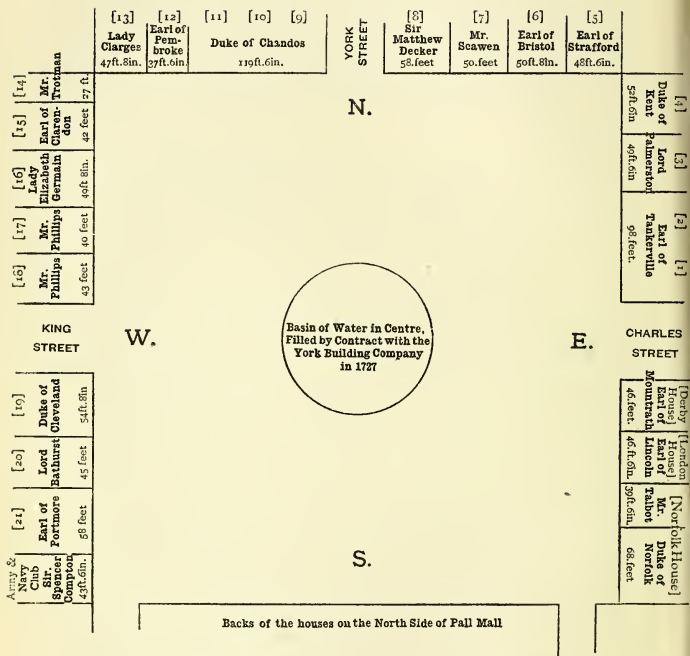 [13]
Lady
Clarges
47ft.8in.
[12]
Earl of
Pem-
broke
37ft.6in.
[11] [10] [9]
Duke of Chandos
119ft.6in.
YORK
STREET
[8]
Sir
Matthew
Decker
58.feet
[7]
Mr.
Scawen
50.feet
[6]
Earl of
Bristol
50ft.8In.
[5]
Earl of
Strafford
48ft.6in.
[14]
Mr.
Trotman
27 ft.
[15]
Earl of
Claren-
don
42 feet
[16]
Lady
Elizabeth
Germain
49ft 8in.
[17]
Mr.
Phillips
40 feet
[18]
Mr.
Phillips
43 feet
KING
STREET
[19]
Duke of
Cleveland
54ft.8in
[20]
Lord
Bathurst
45 feet
[21]
Earl of
Portmore
58 feet
Army &
Navy
Club
Sir.
Spencer
Compton
43ft.6in.
N.
W.
Basin of Water in Centre,
Filled by Contract with the
York Building Company
in 1727
E.
S.
[4]
Duke of
Kent
52ft.6in
[3]
Lord
Palmerston
49ft.6in
[2] [1]
Earl of
Tankerville
98.feet.
CHARLES
STREET
[Derby
House]
Earl of
Mountrath
46.feet.
[London
House]
Earl of
Lincoln
46.ft.6in.
[Norfolk House]
Mr.
Talbot
39ft.6in.
Duke of
Norfolk
68.feet
Backs of the houses on the North Side of Pall Mall